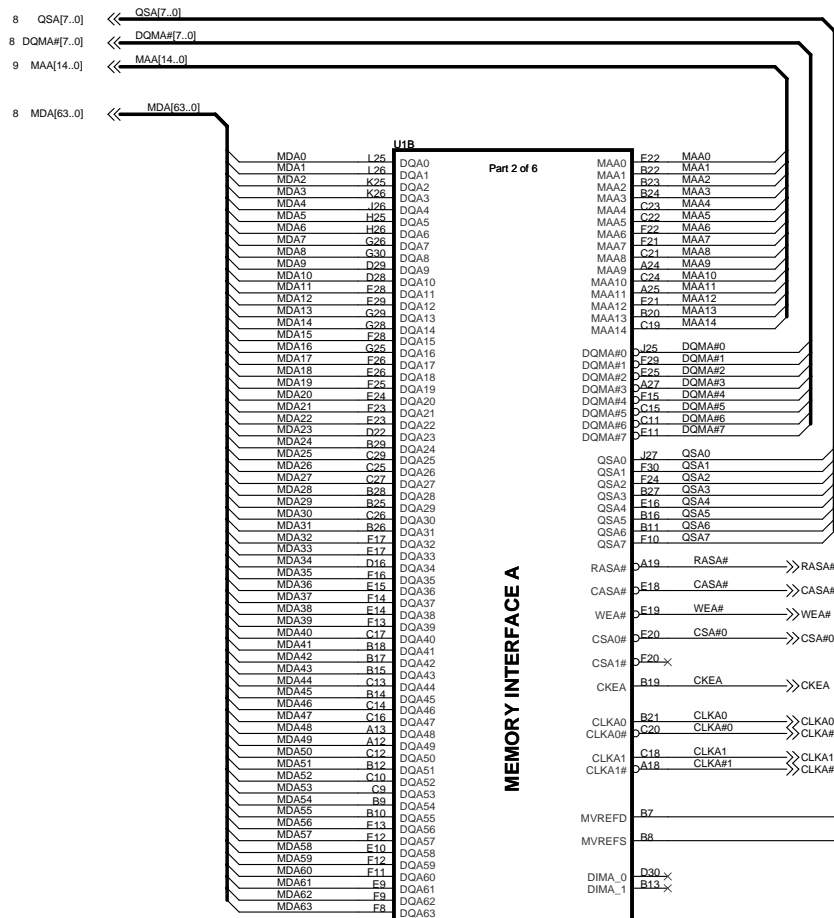 8 QSA[7..0] QSA[7..0]
8 DQMA#[7..0] DQMA#[7..0]
9 MAA[14..0] MAA[14..0]
8 MDA[63..0] MDA[63..0]
U1B
Part 2 of 6
MEMORY INTERFACE A
MDA0 L25 DQA0
MDA1 L26 DQA1
MDA2 K25 DQA2
MDA3 K26 DQA3
MDA4 J26 DQA4
MDA5 H25 DQA5
MDA6 H26 DQA6
MDA7 G26 DQA7
MDA8 G30 DQA8
MDA9 D29 DQA9
MDA10 D28 DQA10
MDA11 E28 DQA11
MDA12 E29 DQA12
MDA13 G29 DQA13
MDA14 G28 DQA14
MDA15 F28 DQA15
MDA16 G25 DQA16
MDA17 F26 DQA17
MDA18 E26 DQA18
MDA19 F25 DQA19
MDA20 E24 DQA20
MDA21 F23 DQA21
MDA22 E23 DQA22
MDA23 D22 DQA23
MDA24 B29 DQA24
MDA25 C29 DQA25
MDA26 C25 DQA26
MDA27 C27 DQA27
MDA28 B28 DQA28
MDA29 B25 DQA29
MDA30 C26 DQA30
MDA31 B26 DQA31
MDA32 F17 DQA32
MDA33 E17 DQA33
MDA34 D16 DQA34
MDA35 F16 DQA35
MDA36 E15 DQA36
MDA37 F14 DQA37
MDA38 E14 DQA38
MDA39 F13 DQA39
MDA40 C17 DQA40
MDA41 B18 DQA41
MDA42 B17 DQA42
MDA43 B15 DQA43
MDA44 C13 DQA44
MDA45 B14 DQA45
MDA46 C14 DQA46
MDA47 C16 DQA47
MDA48 A13 DQA48
MDA49 A12 DQA49
MDA50 C12 DQA50
MDA51 B12 DQA51
MDA52 C10 DQA52
MDA53 C9 DQA53
MDA54 B9 DQA54
MDA55 B10 DQA55
MDA56 E13 DQA56
MDA57 E12 DQA57
MDA58 E10 DQA58
MDA59 F12 DQA59
MDA60 F11 DQA60
MDA61 E9 DQA61
MDA62 F9 DQA62
MDA63 F8 DQA63
MAA0 E22 MAA0
MAA1 B22 MAA1
MAA2 B23 MAA2
MAA3 B24 MAA3
MAA4 C23 MAA4
MAA5 C22 MAA5
MAA6 F22 MAA6
MAA7 F21 MAA7
MAA8 C21 MAA8
MAA9 A24 MAA9
MAA10 C24 MAA10
MAA11 A25 MAA11
MAA12 E21 MAA12
MAA13 B20 MAA13
MAA14 C19 MAA14
DQMA#0 J25 DQMA#0
DQMA#1 F29 DQMA#1
DQMA#2 E25 DQMA#2
DQMA#3 A27 DQMA#3
DQMA#4 F15 DQMA#4
DQMA#5 C15 DQMA#5
DQMA#6 C11 DQMA#6
DQMA#7 E11 DQMA#7
QSA0 J27 QSA0
QSA1 F30 QSA1
QSA2 F24 QSA2
QSA3 B27 QSA3
QSA4 E16 QSA4
QSA5 B16 QSA5
QSA6 B11 QSA6
QSA7 F10 QSA7
RASA# A19 RASA# RASA#
CASA# E18 CASA# CASA#
WEA# E19 WEA# WEA#
CSA0# E20 CSA#0 CSA#0
CSA1# F20
CKEA B19 CKEA CKEA
CLKA0 B21 CLKA0 CLKA0
CLKA0# C20 CLKA#0 CLKA#
CLKA1 C18 CLKA1 CLKA1
CLKA1# A18 CLKA#1 CLKA#
MVREFD B7
MVREFS B8
DIMA_0 D30
DIMA_1 B13